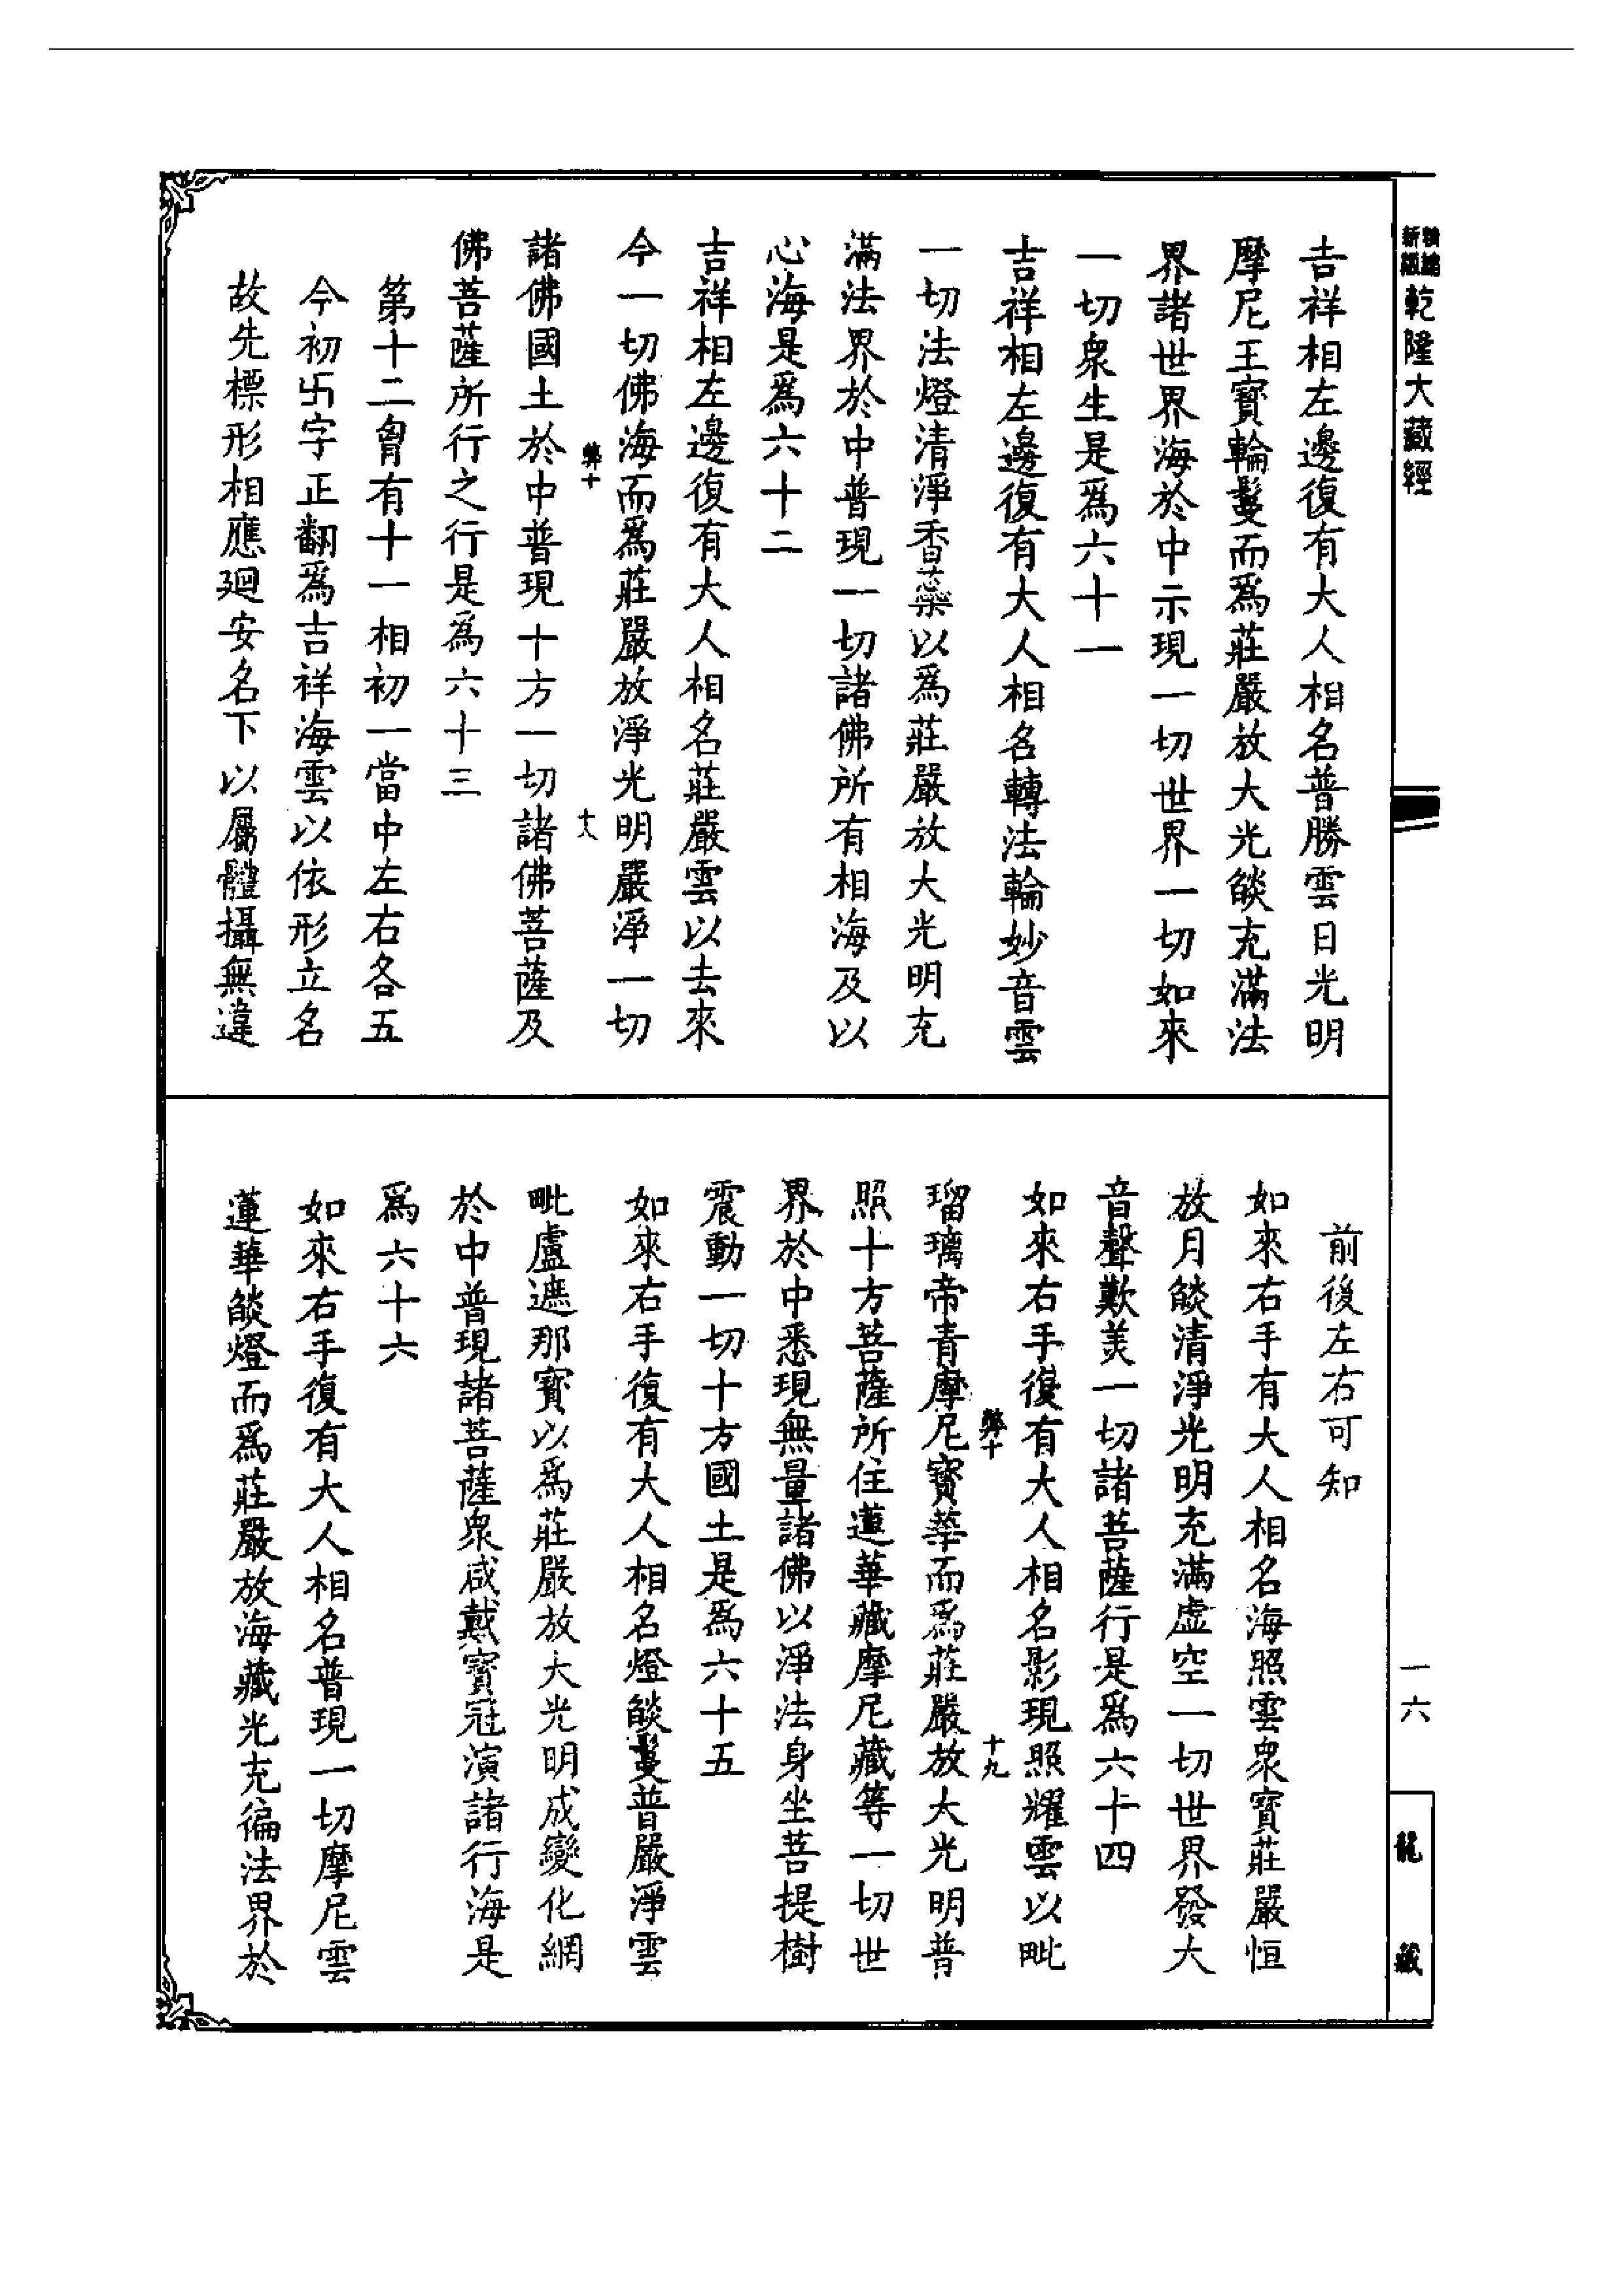 新編
縮級
乾隆大藏經
吉祥相左邊復有大人相名普勝雲日光明
摩尼王寶輪鬘而爲莊嚴放大光𦦨充滿法
界諸世界海於中示現一切世界一切如來
一切衆生是爲六十一
吉祥相左邊復有大人相名轉法輪妙音雲
一切法燈清淨香蘂以爲莊嚴放大光明充
滿法界於中普現一切諸佛所有相海及以
心海是爲六十二
吉祥相左邊復有大人相名莊嚴雲以去來
今一切佛海而爲莊嚴放淨光明嚴淨一切
弊十
十八
諸佛國土於中普現十方一切諸佛菩薩及
佛菩薩所行之行是爲六十三
第十二會有十一相初一當中左右各五
今初卐字正翻爲吉祥海雲以依形立名
故先標形相應迴安名下以屬體攝無違
前後左右可知
如來右手有大人相名海照雲衆寶莊嚴恒
放月𦦨清淨光明充滿虛空一切世界發大
音聲歎美一切諸菩薩行是爲六十四
如來右手復有大人相名影現照耀雲以毗
弊十
十九
瑠璃帝青摩尼寶華而爲莊嚴放大光明普
照十方菩薩所住蓮華藏摩尼藏等一切世
界於中悉現無量諸佛以淨法身坐菩提樹
震動一切十方國土是爲六十五
如來右手復有大人相名燈𦦨鬘普嚴淨雲
毗盧遮那寶以爲莊嚴放大光明成變化網
於中普現諸菩薩衆咸戴寶冠演諸行海是
爲六十六
如來右手復有大人相名普現一切摩尼雲
蓮華𦦨燈而爲莊嚴放海藏光充徧法界於
一六
龍藏